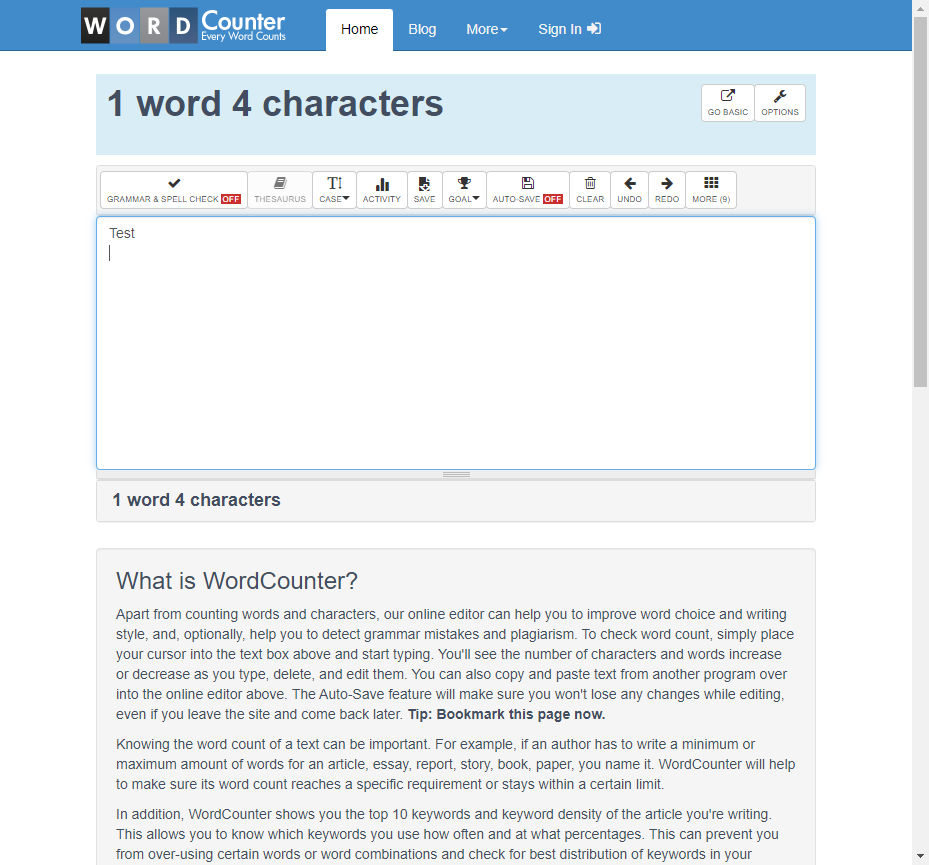 WORD Counter
Every Word Counts
Home
Blog
More
Sign In
1 word 4 characters
GO BASIC
OPTIONS
GRAMMAR & SPELL CHECK OFF
THESAURUS
CASE
ACTIVITY
SAVE
GOAL
AUTO-SAVE OFF
CLEAR
UNDO
REDO
MORE (9)
Test
1 word 4 characters
What is WordCounter?
Apart from counting words and characters, our online editor can help you to improve word choice and writing
style, and, optionally, help you to detect grammar mistakes and plagiarism. To check word count, simply place
your cursor into the text box above and start typing. You'll see the number of characters and words increase
or decrease as you type, delete, and edit them. You can also copy and paste text from another program over
into the online editor above. The Auto-Save feature will make sure you won't lose any changes while editing,
even if you leave the site and come back later. Tip: Bookmark this page now.
Knowing the word count of a text can be important. For example, if an author has to write a minimum or
maximum amount of words for an article, essay, report, story, book, paper, you name it. WordCounter will help
to make sure its word count reaches a specific requirement or stays within a certain limit.
In addition, WordCounter shows you the top 10 keywords and keyword density of the article you're writing.
This allows you to know which keywords you use how often and at what percentages. This can prevent you
from over-using certain words or word combinations and check for best distribution of keywords in your